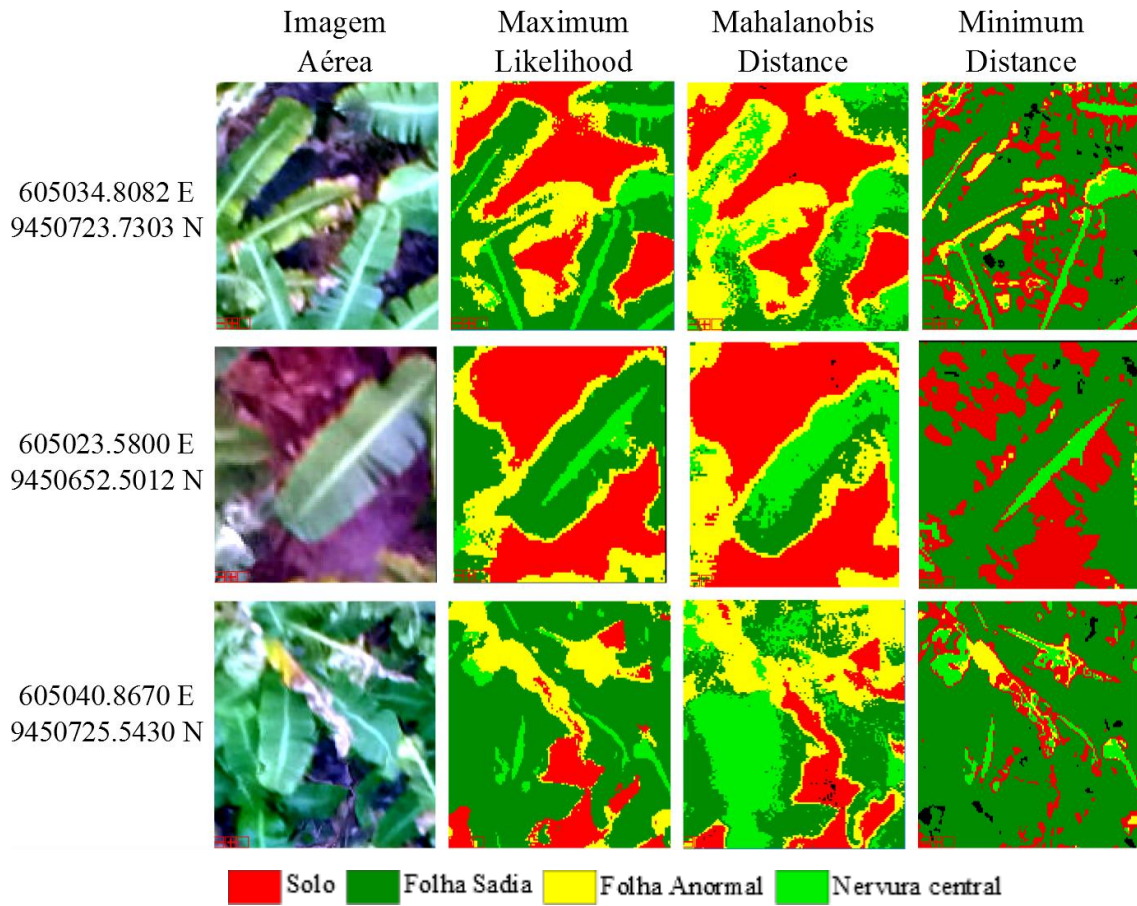 Imagem
Aérea
Maximum
Likelihood
Mahalanobis
Distance
Minimum
Distance
605034.8082 E
9450723.7303 N
605023.5800 E
9450652.5012 N
605040.8670 E
9450725.5430 N
Solo
Folha Sadia
Folha Anormal
Nervura central